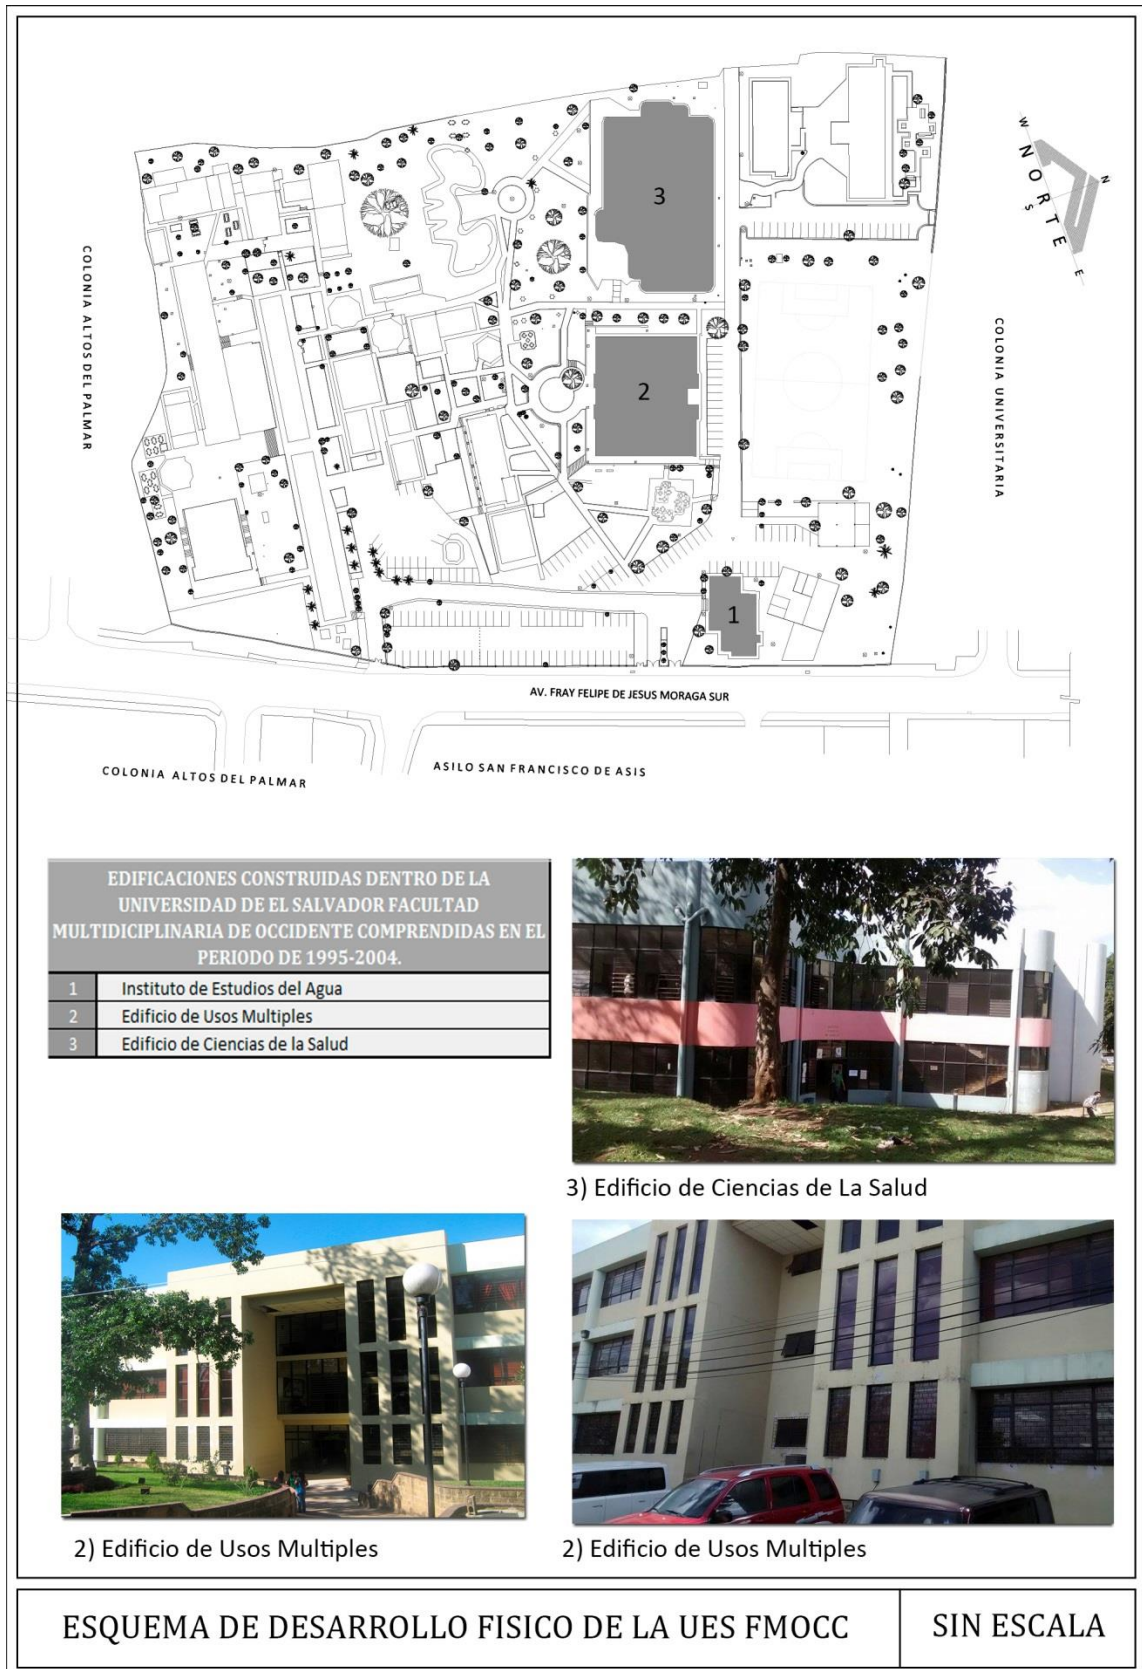 3
2
1
W
N
NORTE
S
E
COLONIA ALTOS DEL PALMAR
COLONIA UNIVERSITARIA
AV. FRAY FELIPE DE JESUS MORAGA SUR
COLONIA ALTOS DEL PALMAR
ASILO SAN FRANCISCO DE ASIS
EDIFICACIONES CONSTRUIDAS DENTRO DE LA
UNIVERSIDAD DE EL SALVADOR FACULTAD
MULTIDICIPLINARIA DE OCCIDENTE COMPRENDIDAS EN EL
PERIODO DE 1995-2004.
1 Instituto de Estudios del Agua
2 Edificio de Usos Multiples
3 Edificio de Ciencias de la Salud
3) Edificio de Ciencias de La Salud
2) Edificio de Usos Multiples
2) Edificio de Usos Multiples
ESQUEMA DE DESARROLLO FISICO DE LA UES FMOCC
SIN ESCALA